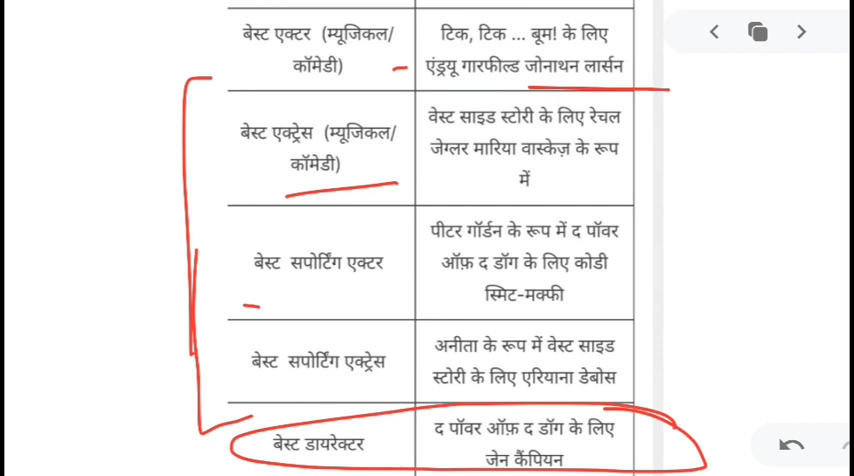 बेस्ट एक्टर (म्यूजिकल/
कॉमेडी)
टिक, टिक ... बूम! के लिए
एंड्रयू गारफील्ड जोनाथन लार्सन
बेस्ट एक्ट्रेस (म्यूजिकल/
कॉमेडी)
वेस्ट साइड स्टोरी के लिए रेचल
जेग्लर मारिया वास्केज़ के रूप
में
बेस्ट सपोर्टिंग एक्टर
पीटर गॉर्डन के रूप में द पॉवर
ऑफ़ द डॉग के लिए कोडी
स्मिट-मक्फी
बेस्ट सपोर्टिंग एक्ट्रेस
अनीता के रूप में वेस्ट साइड
स्टोरी के लिए एरियाना डेबोस
बेस्ट डायरेक्टर
द पॉवर ऑफ़ द डॉग के लिए
जेन कैंपियन